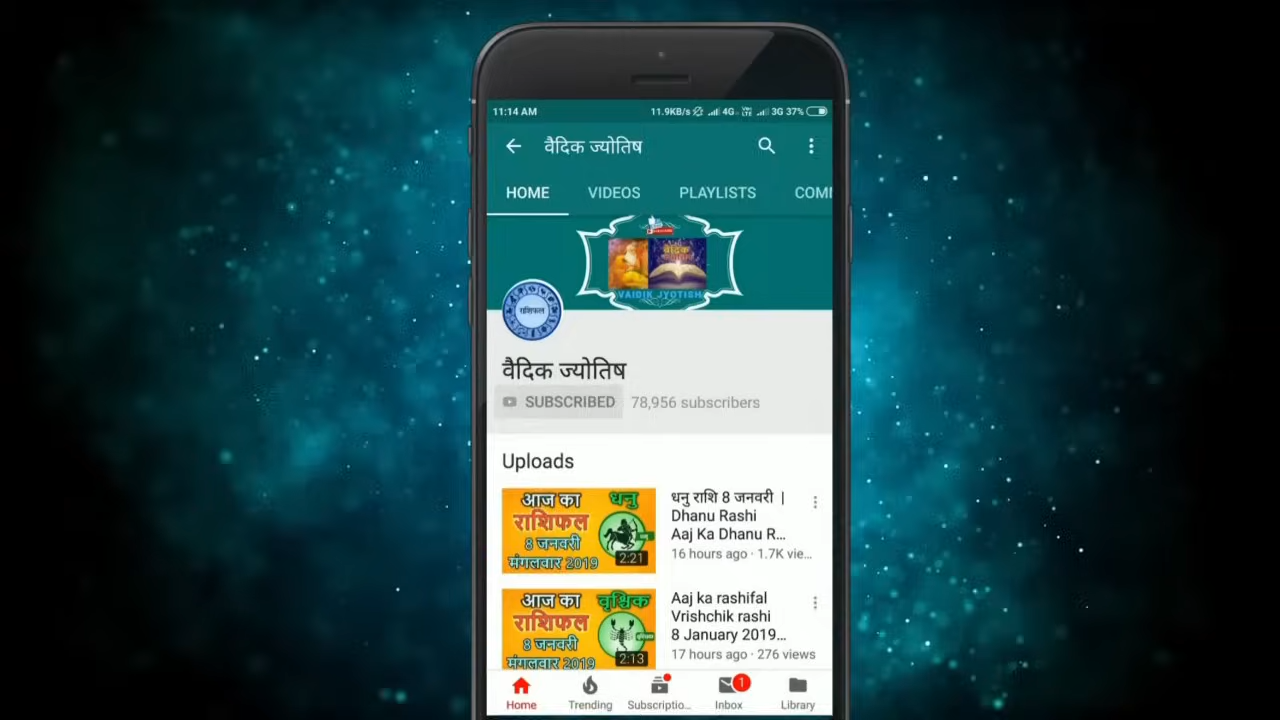 11:14 AM
11.9KB/s 4G VoLTE 3G 37%
वैदिक ज्योतिष
HOME VIDEOS PLAYLISTS COMM
वैदिक
VAIDIK JYOTISH
राशिफल
वैदिक ज्योतिष
SUBSCRIBED 78,956 subscribers
Uploads
आज का धनु
राशिफल
8 जनवरी
मंगलवार 2019
2:21
धनु राशि 8 जनवरी |
Dhanu Rashi
Aaj Ka Dhanu R...
16 hours ago · 1.7K vie...
आज का वृश्चिक
राशिफल
8 जनवरी
मंगलवार 2019
2:13
Aaj ka rashifal
Vrishchik rashi
8 January 2019...
17 hours ago · 276 views
1
Home Trending Subscriptio... Inbox Library